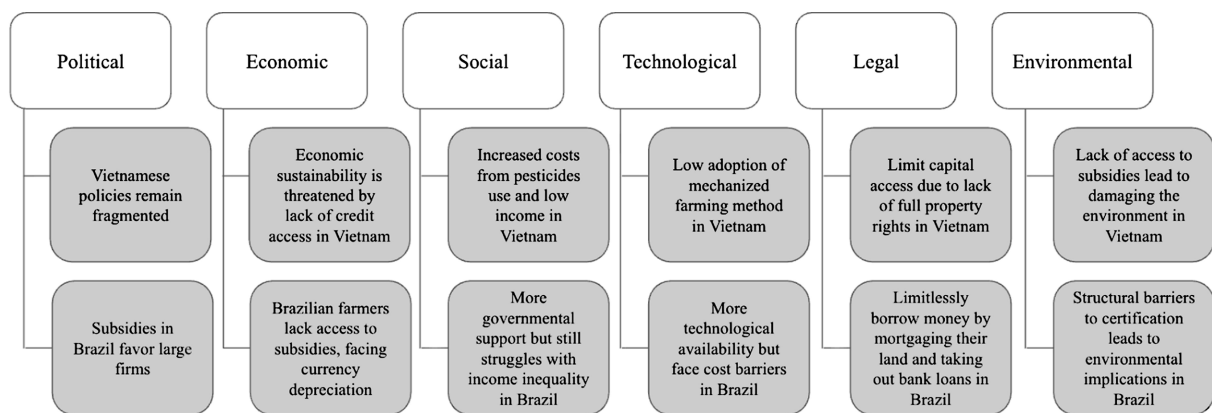 Political
Economic
Social
Technological
Legal
Environmental
Vietnamese
policies remain
fragmented
Economic
sustainability is
threatened by
lack of credit
access in Vietnam
Increased costs
from pesticides
use and low
income in
Vietnam
Low adoption of
mechanized
farming method
in Vietnam
Limit capital
access due to lack
of full property
rights in Vietnam
Lack of access to
subsidies lead to
damaging the
environment in
Vietnam
Subsidies in
Brazil favor large
firms
Brazilian farmers
lack access to
subsidies, facing
currency
depreciation
More
governmental
support but still
struggles with
income inequality
in Brazil
More
technological
availability but
face cost barriers
in Brazil
Limitlessly
borrow money by
mortgaging their
land and taking
out bank loans in
Brazil
Structural barriers
to certification
leads to
environmental
implications in
Brazil